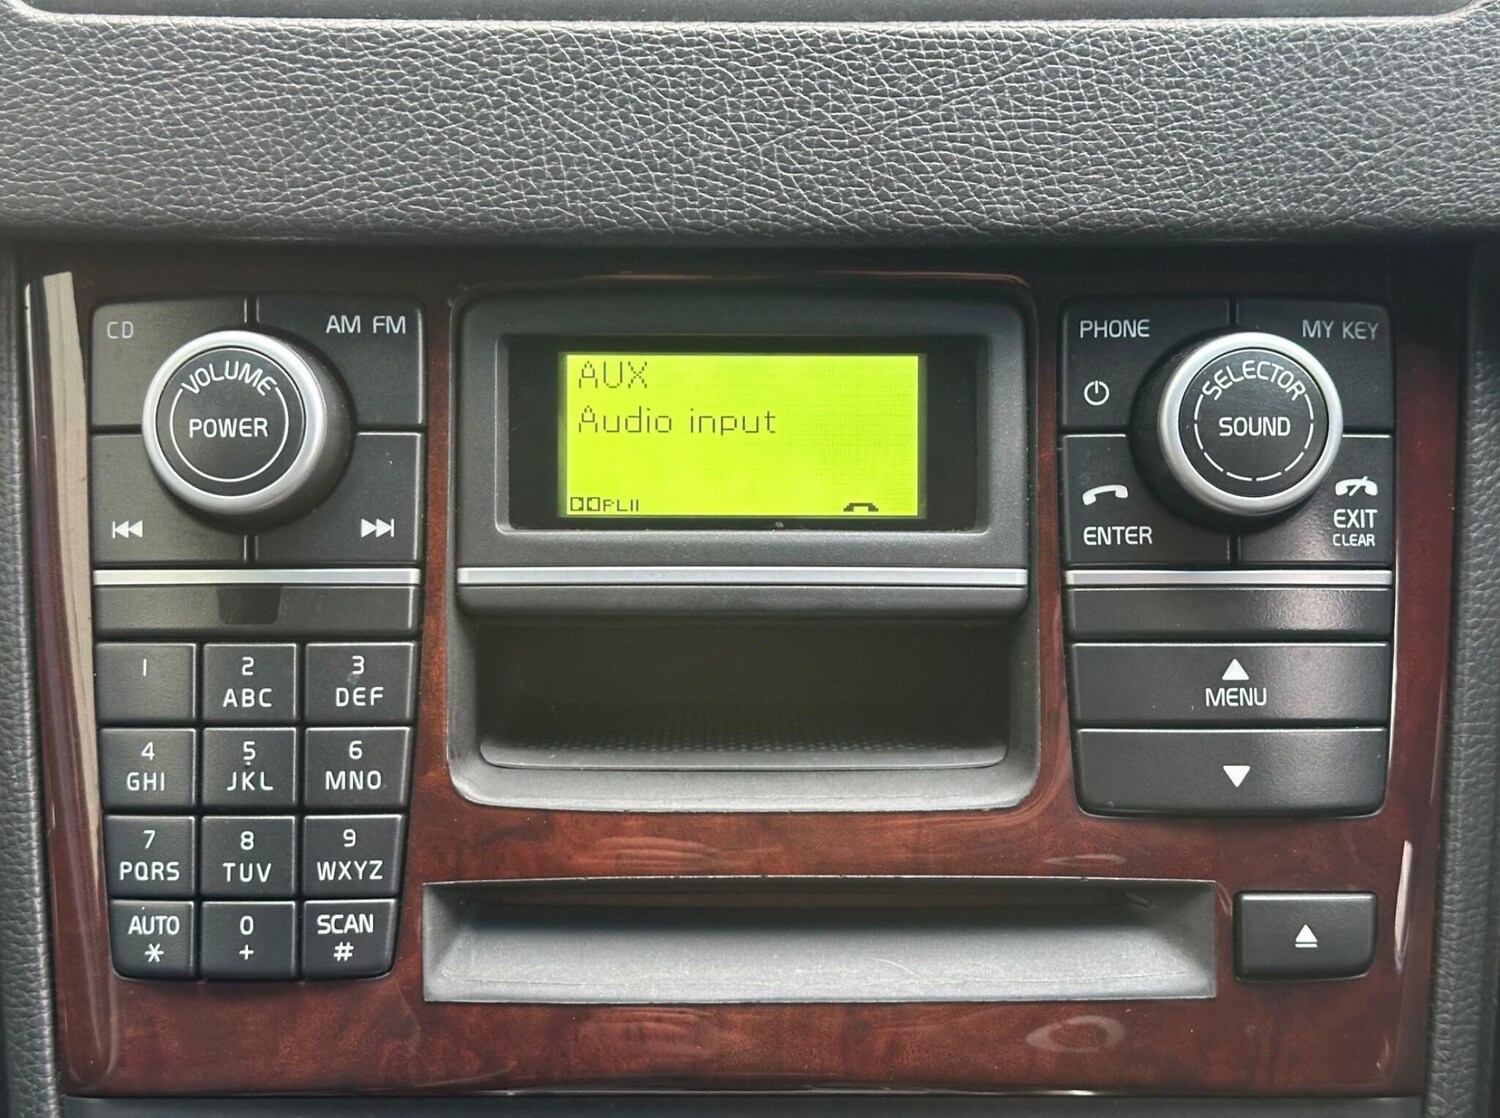 CD
AM FM
VOLUME
POWER
AUX
Audio input
PLII
PHONE
MY KEY
SELECTOR
SOUND
ENTER
EXIT
CLEAR
1
2
ABC
3
DEF
4
GHI
5
JKL
6
MNO
7
PQRS
8
TUV
9
WXYZ
AUTO
*
0
+
SCAN
#
MENU